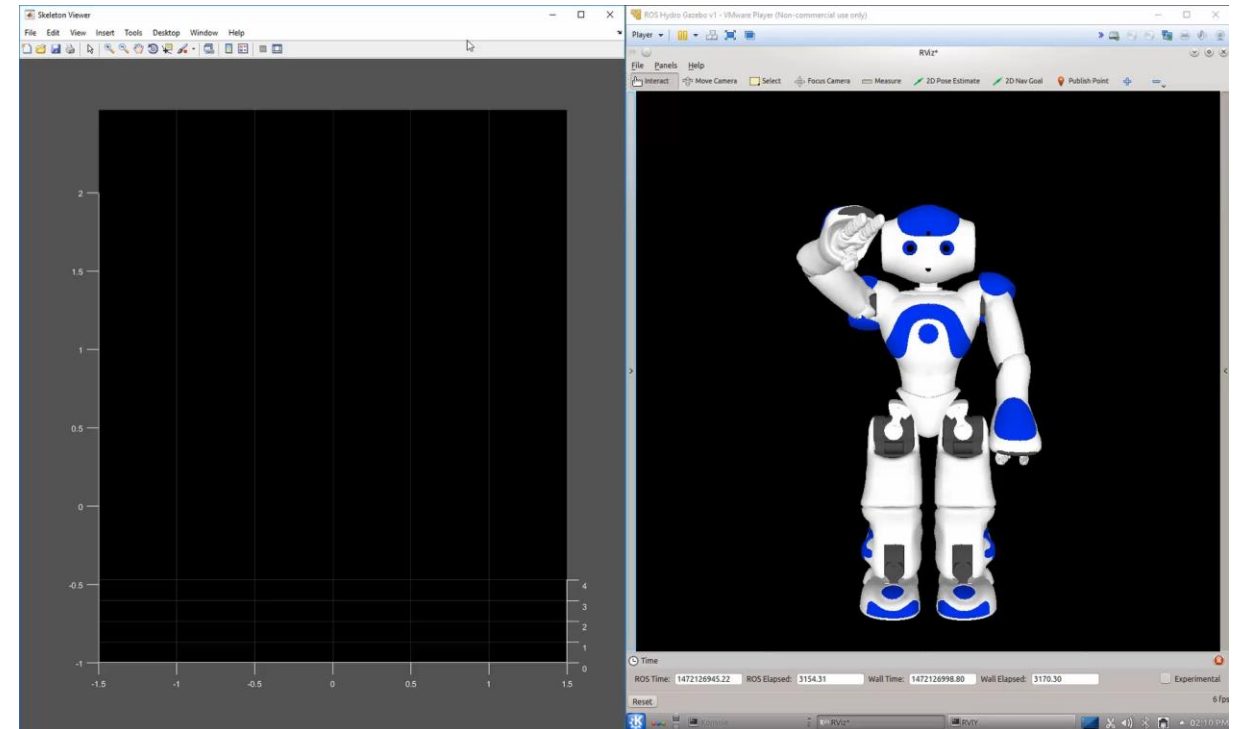 Skeleton Viewer
File Edit View Insert Tools Desktop Window Help
2
1.5
1
0.5
0
-0.5
-1
4
3
2
1
0
-1.5 -1 -0.5 0 0.5 1 1.5
ROS Hydro Gazebo v1 - VMware Player (Non-commercial use only)
Player
RViz*
File Panels Help
Interact Move Camera Select Focus Camera Measure 2D Pose Estimate 2D Nav Goal Publish Point
Time
ROS Time: 1472126945.22 ROS Elapsed: 3154.31 Wall Time: 1472126998.80 Wall Elapsed: 3170.30 Experimental
Reset 6 fps
RViz* 02:10 PM